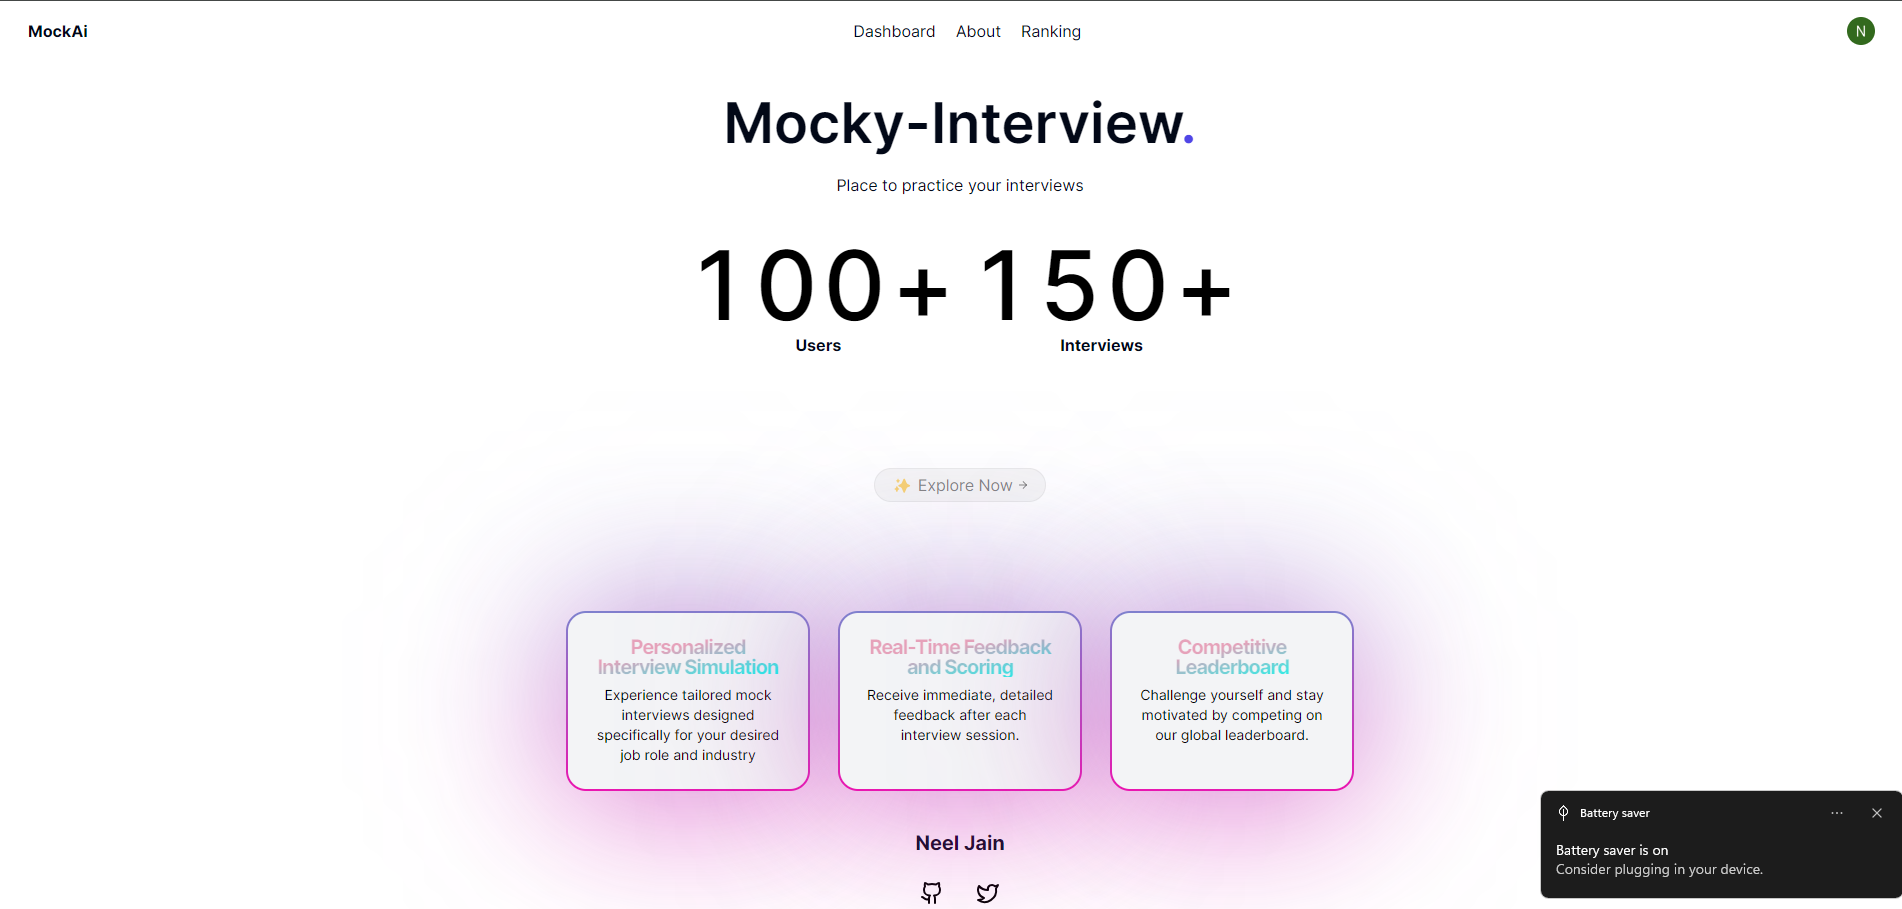 MockAi
Dashboard About Ranking
N
Mocky-Interview.
Place to practice your interviews
100+ 150+
Users Interviews
✨ Explore Now →
Personalized
Interview Simulation
Experience tailored mock
interviews designed
specifically for your desired
job role and industry
Real-Time Feedback
and Scoring
Receive immediate, detailed
feedback after each
interview session.
Competitive
Leaderboard
Challenge yourself and stay
motivated by competing on
our global leaderboard.
Neel Jain
Battery saver
Battery saver is on
Consider plugging in your device.